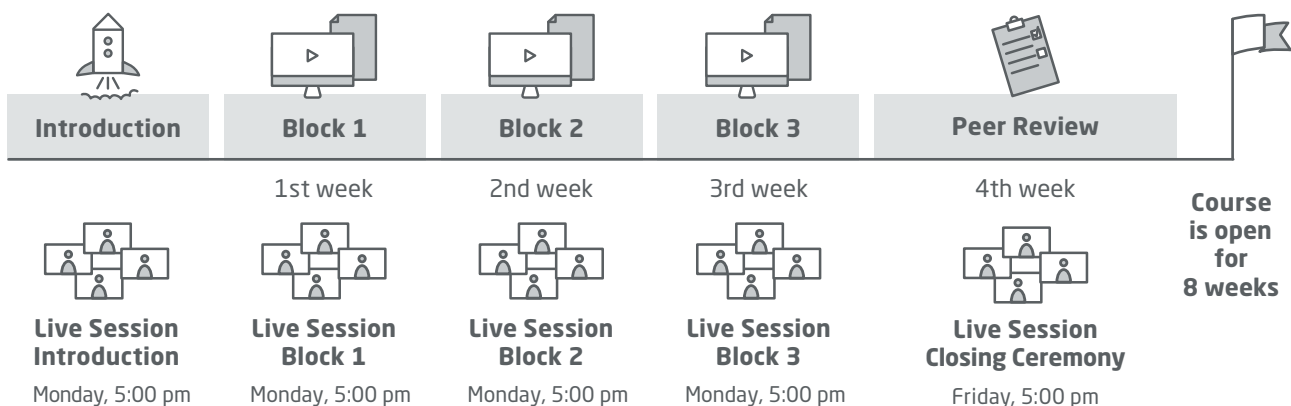 Introduction
Block 1
Block 2
Block 3
Peer Review
1st week
2nd week
3rd week
4th week
Course
is open
for
8 weeks
Live Session
Introduction
Monday, 5:00 pm
Live Session
Block 1
Monday, 5:00 pm
Live Session
Block 2
Monday, 5:00 pm
Live Session
Block 3
Monday, 5:00 pm
Live Session
Closing Ceremony
Friday, 5:00 pm